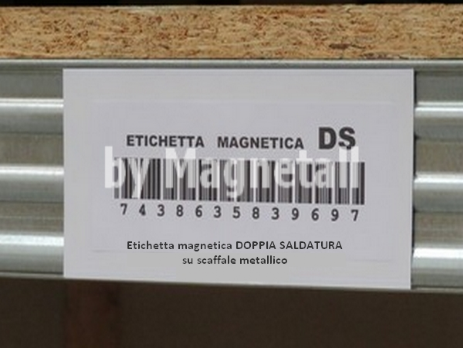 ETICHETTA MAGNETICA DS
by Magnetall
7 4 3 8 6 3 5 8 3 9 6 9 7
Etichetta magnetica DOPPIA SALDATURA
su scaffale metallico